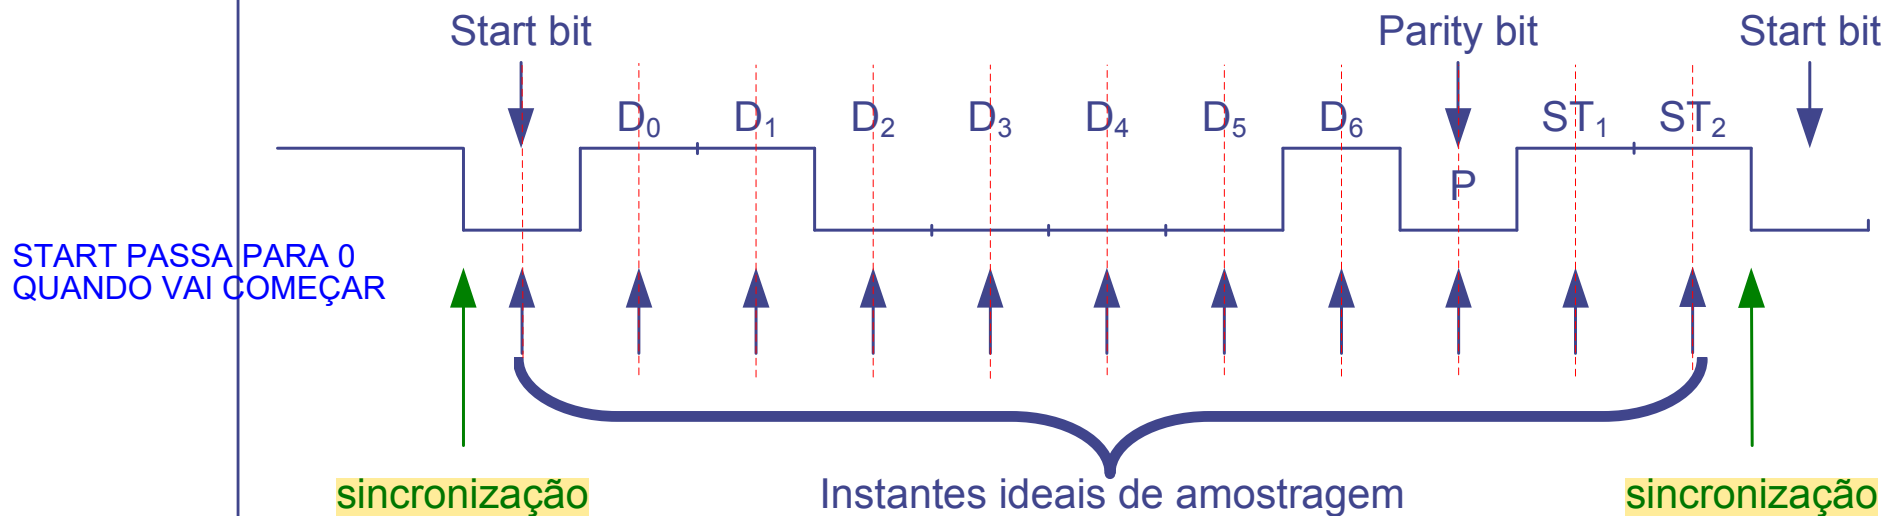 Start bit
Parity bit
Start bit
D₀ D₁ D₂ D₃ D₄ D₅ D₆ ST₁ ST₂
P
START PASSA PARA 0
QUANDO VAI COMEÇAR
sincronização
Instantes ideais de amostragem
sincronização